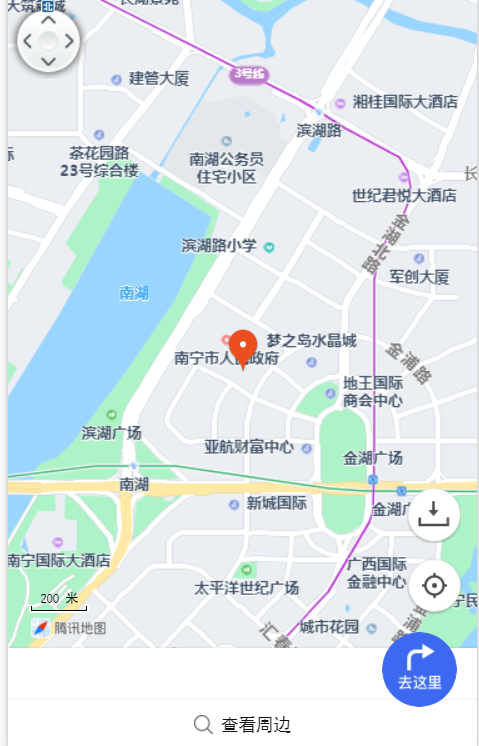 建管大厦
3号线
湘桂国际大酒店
滨湖路
茶花园路
23号综合楼
南湖公务员
住宅小区
长
世纪君悦大酒店
金湖北路
滨湖路小学
军创大厦
南湖
梦之岛水晶城
南宁市人民政府
金浦路
地王国际
商会中心
滨湖广场
亚航财富中心
金湖广场
南湖
新城国际
金湖广
南宁国际大酒店
广西国际
金融中心
太平洋世纪广场
200 米
腾讯地图
汇春
城市花园
宁民
去这里
查看周边